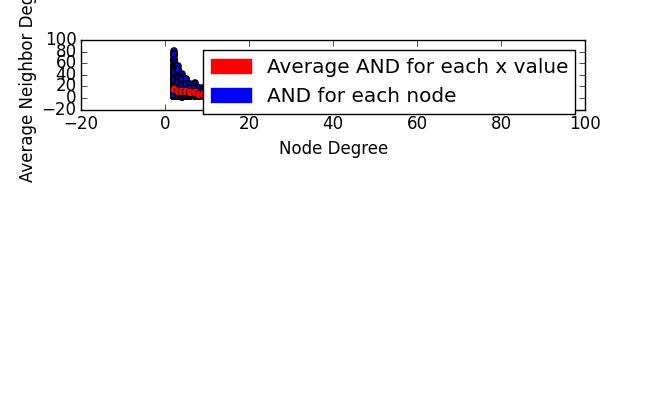 Average Neighbor Deg
100
80
60
40
20
0
−20
Average AND for each x value
AND for each node
−20 0 20 40 60 80 100
Node Degree